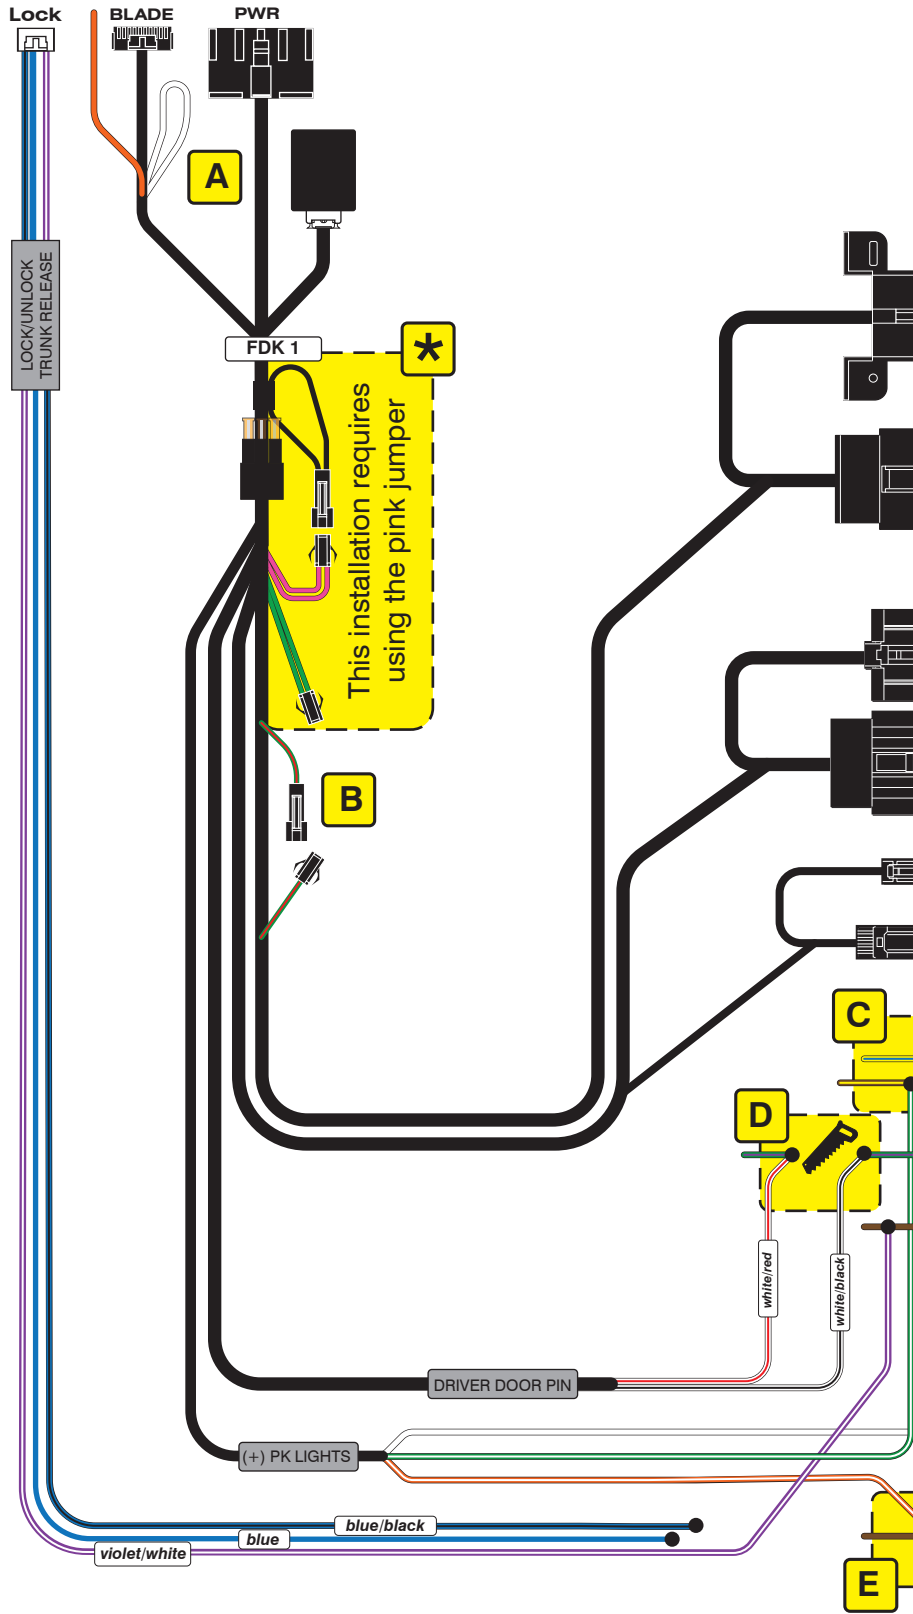 Lock
BLADE
PWR
A
LOCK/UNLOCK
TRUNK RELEASE
FDK 1
*
This installation requires
using the pink jumper
B
C
D
white/red
white/black
DRIVER DOOR PIN
(+) PK LIGHTS
blue/black
blue
violet/white
E